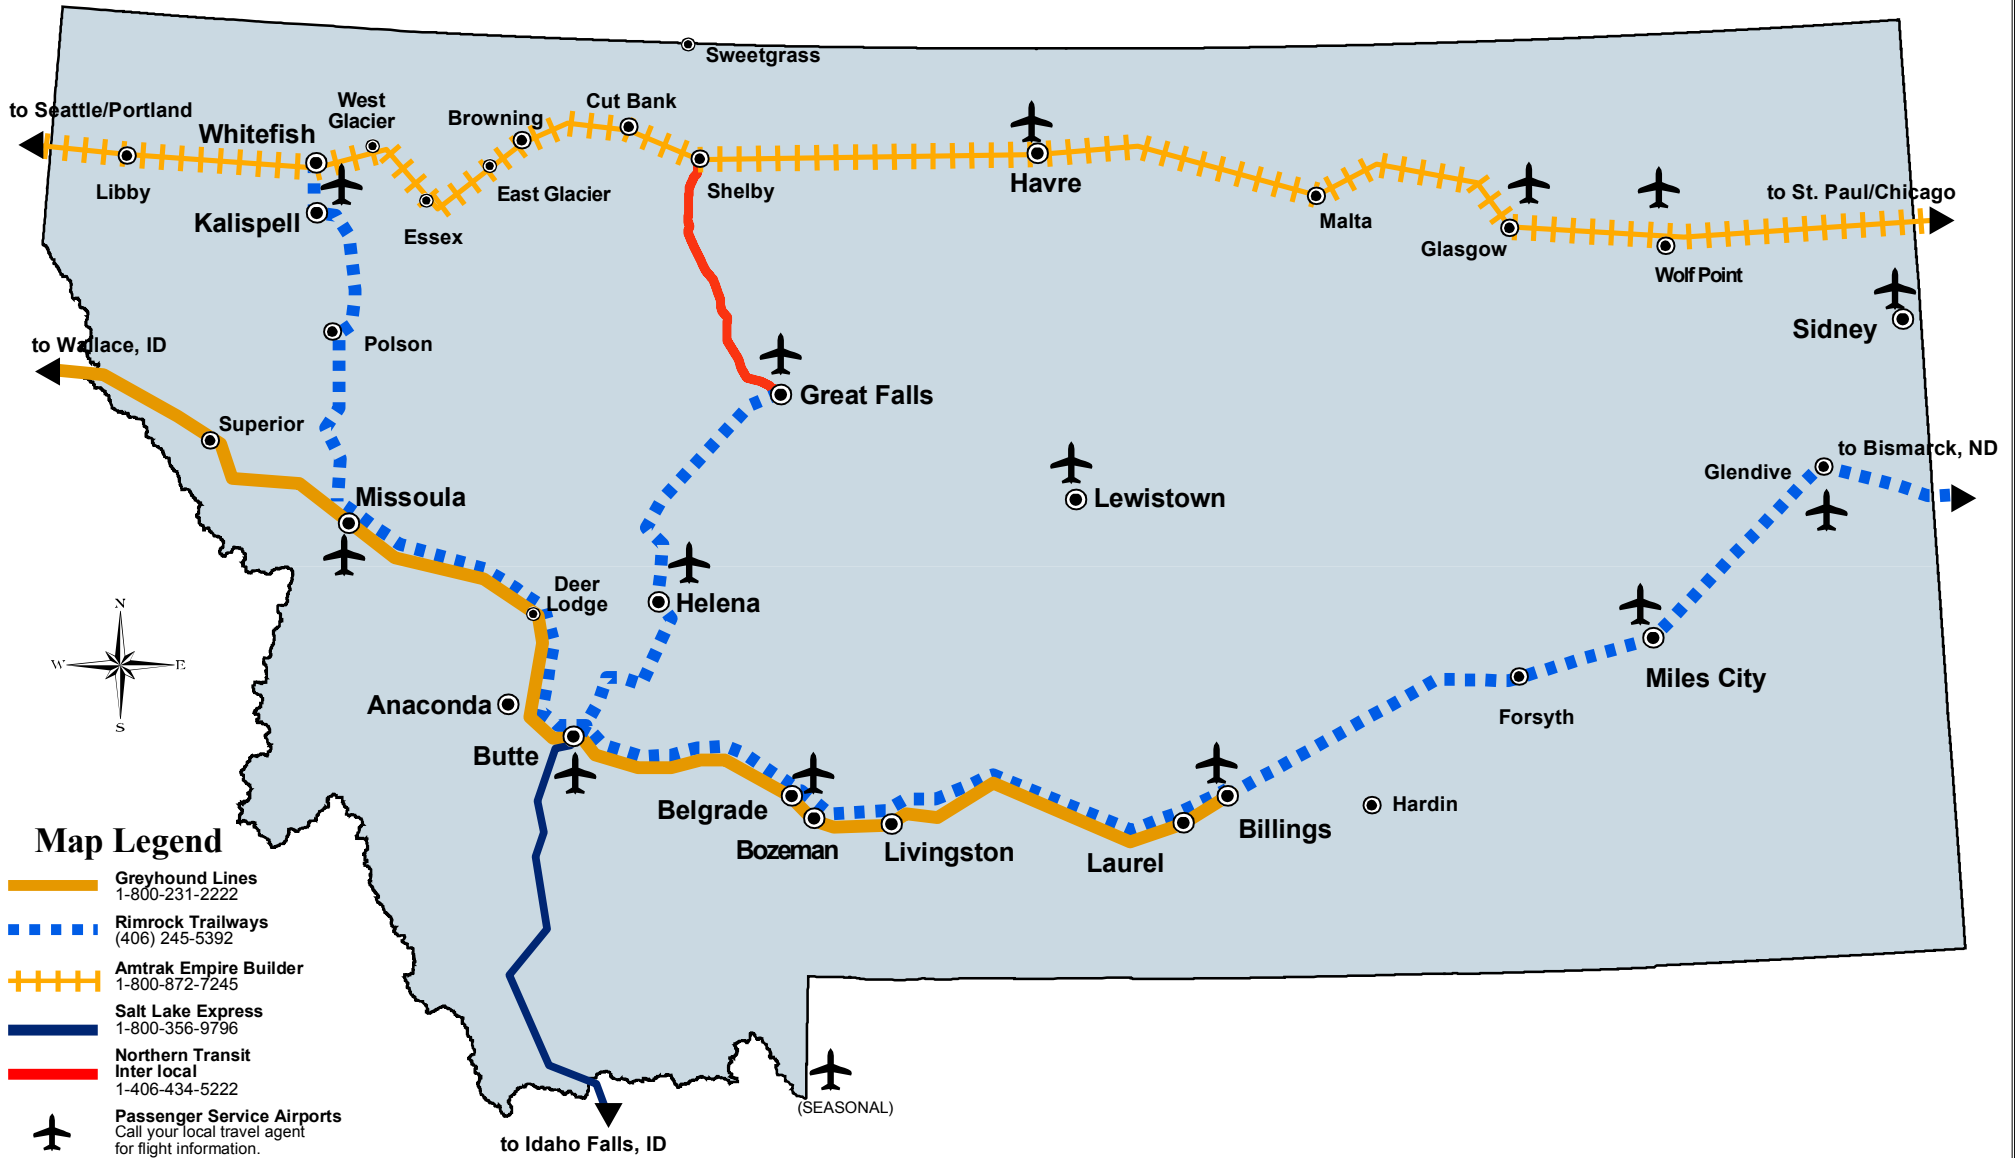 Sweetgrass
to Seattle/Portland
West
Glacier
Browning
Cut Bank
Whitefish
Libby
East Glacier
Shelby
Havre
to St. Paul/Chicago
Kalispell
Essex
Malta
Glasgow
Wolf Point
Sidney
to Wallace, ID
Polson
Great Falls
Superior
to Bismarck, ND
Glendive
Missoula
Lewistown
Deer
Lodge
Helena
N
W
E
S
Anaconda
Miles City
Forsyth
Butte
Belgrade
Hardin
Billings
Bozeman
Livingston
Laurel
Map Legend
Greyhound Lines
1-800-231-2222
Rimrock Trailways
(406) 245-5392
Amtrak Empire Builder
1-800-872-7245
Salt Lake Express
1-800-356-9796
Northern Transit
Inter local
1-406-434-5222
Passenger Service Airports
Call your local travel agent
for flight information.
(SEASONAL)
to Idaho Falls, ID